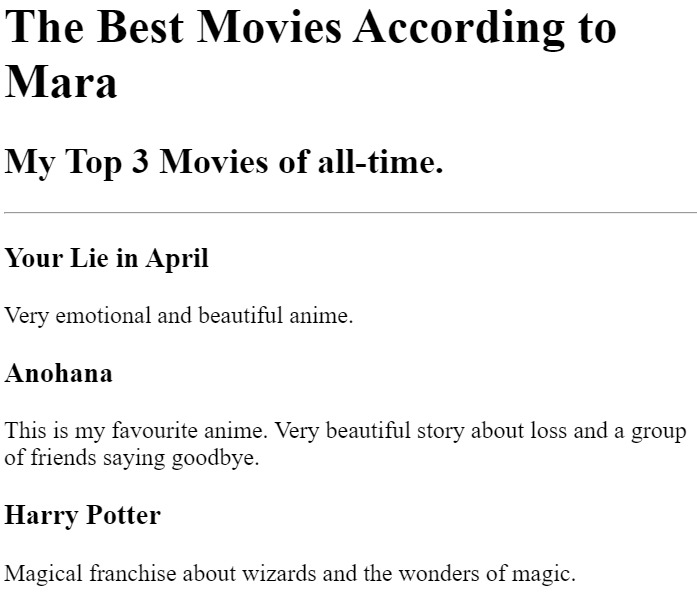 The Best Movies According to
Mara
My Top 3 Movies of all-time.
Your Lie in April
Very emotional and beautiful anime.
Anohana
This is my favourite anime. Very beautiful story about loss and a group
of friends saying goodbye.
Harry Potter
Magical franchise about wizards and the wonders of magic.